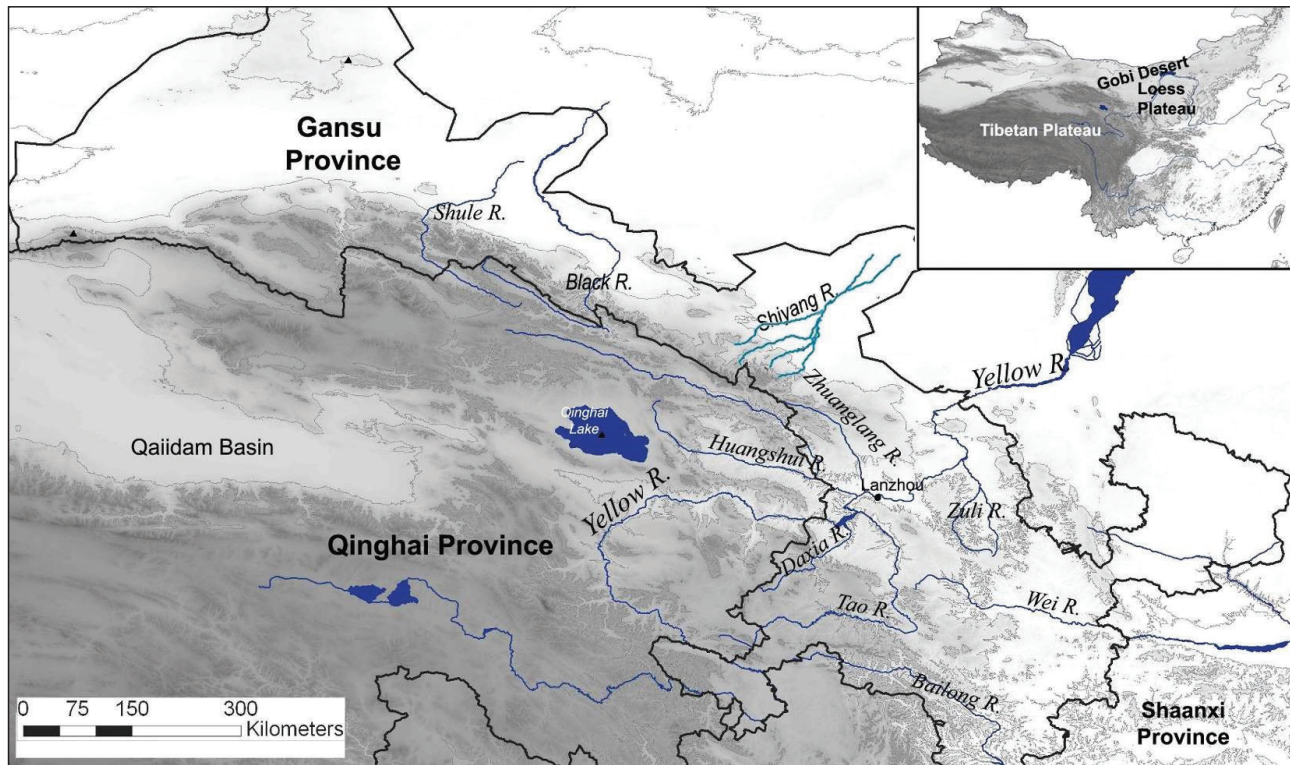 Gansu
Province
Shule R.
Black R.
Shiyang R.
Gobi Desert
Loess
Plateau
Tibetan Plateau
Yellow R.
Zhuanglang R.
Qinghai
Lake
Qaiidam Basin
Huangshui R.
Lanzhou
Yellow R.
Zuli R.
Qinghai Province
Daxia R.
Tao R.
Wei R.
Bailong R.
Shaanxi
Province
0 75 150 300
Kilometers